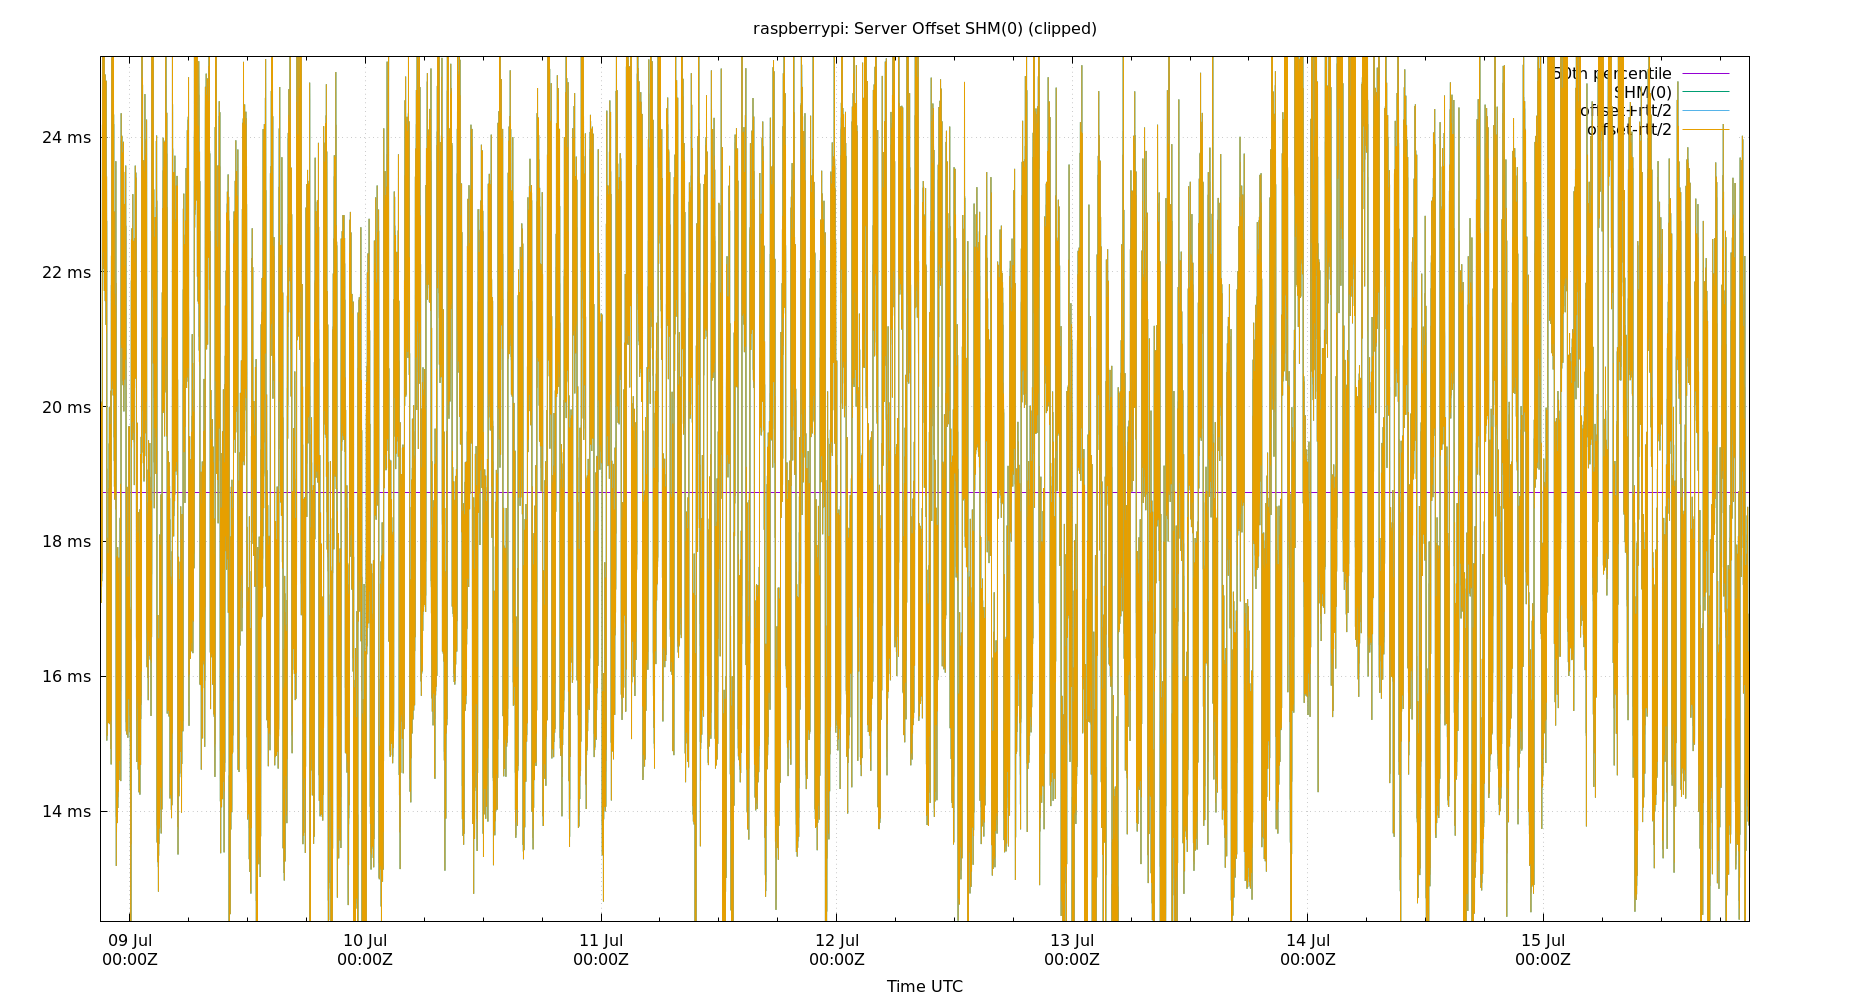 raspberrypi: Server Offset SHM(0) (clipped)
50th percentile
SHM(0)
offset+rtt/2
offset-rtt/2
24 ms
22 ms
20 ms
18 ms
16 ms
14 ms
09 Jul 10 Jul 11 Jul 12 Jul 13 Jul 14 Jul 15 Jul
00:00Z 00:00Z 00:00Z 00:00Z 00:00Z 00:00Z 00:00Z
Time UTC